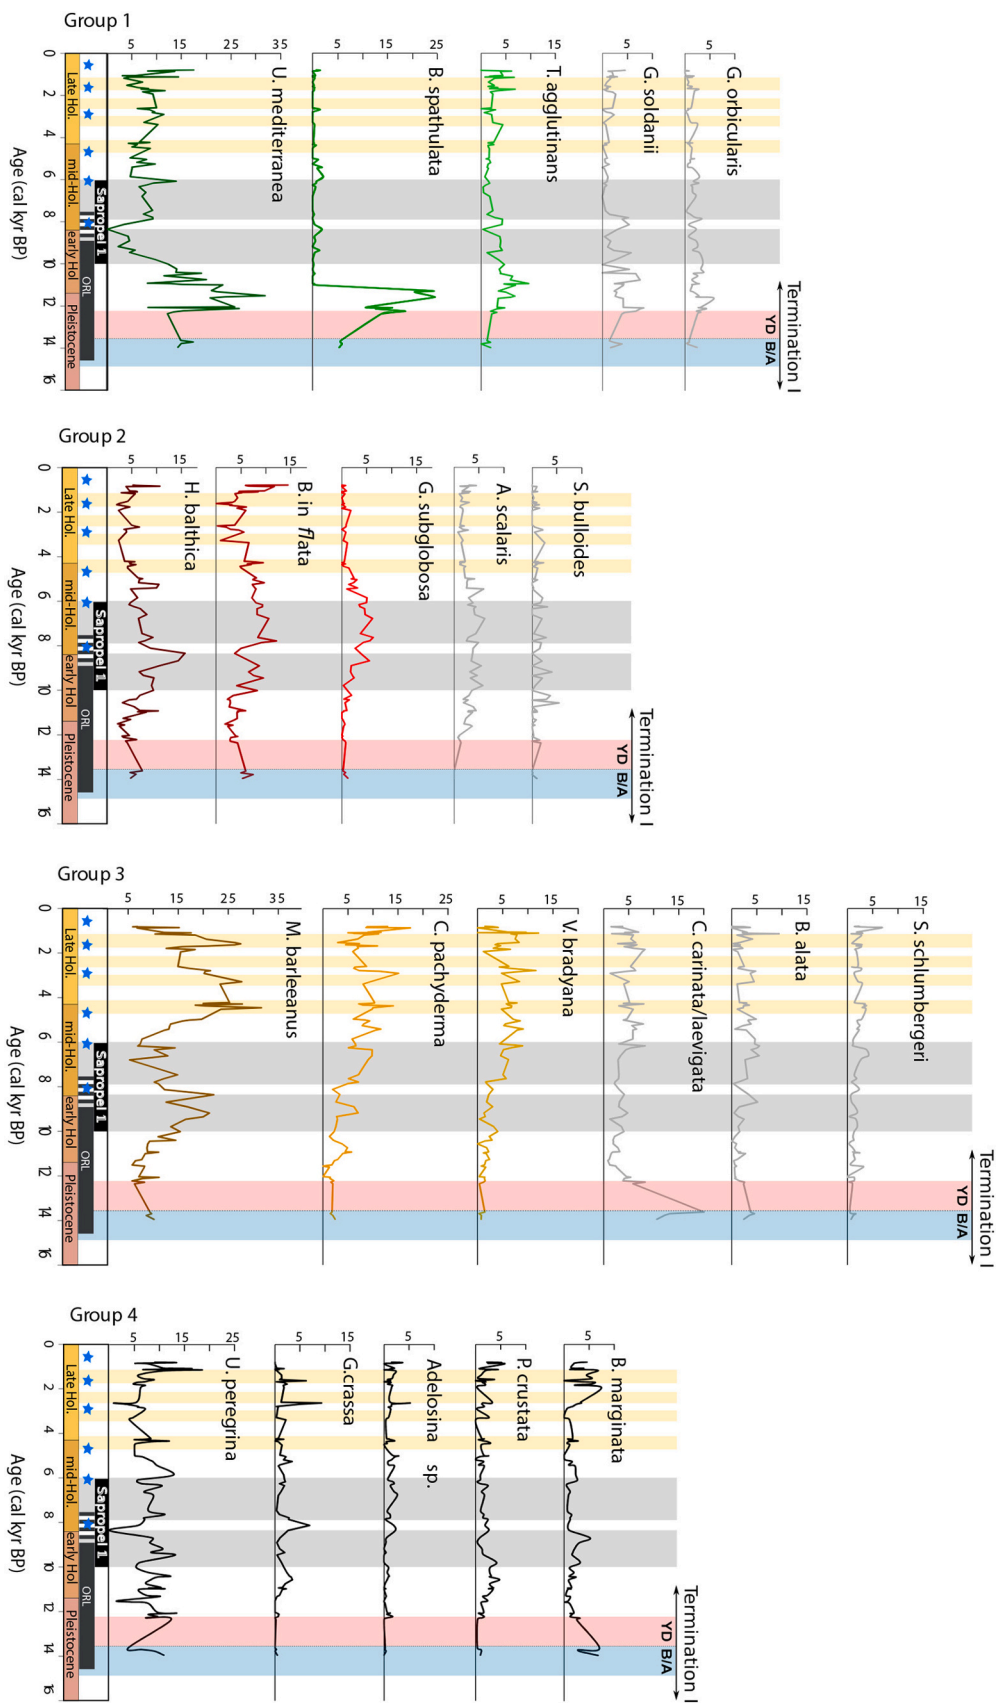 Group 1
5 15 25 35 5 15 25 5 15 5 5
0 2 4 6 8 10 12 14 16
Age (cal kyr BP)
Late Hol. mid-Hol. early Hol Pleistocene
Sapropel 1
ORL
U. mediterranea
B. spathulata
T. agglutinans
G. soldanii
G. orbicularis
Termination I
YD B/A
Group 2
5 15 5 15 5 15 5 5
0 2 4 6 8 10 12 14 16
Age (cal kyr BP)
Late Hol. mid-Hol. early Hol Pleistocene
Sapropel 1
ORL
H. balthica
B. in flata
G. subglobosa
A. scalaris
S. bulloides
Termination I
YD B/A
Group 3
5 15 25 35 5 15 25 5 15 5 15 5 15 5 15
0 2 4 6 8 10 12 14 16
Age (cal kyr BP)
Late Hol. mid-Hol. early Hol Pleistocene
Sapropel 1
ORL
M. barleeanus
C. pachyderma
V. bradyana
C. carinata/laevigata
B. alata
S. schlumbergeri
Termination I
YD B/A
Group 4
5 15 25 5 15 5 5 5
0 2 4 6 8 10 12 14 16
Age (cal kyr BP)
Late Hol. mid-Hol. early Hol Pleistocene
Sapropel 1
ORL
U. peregrina
G.crassa
Adelosina sp.
P. crustata
B. marginata
Termination I
YD B/A